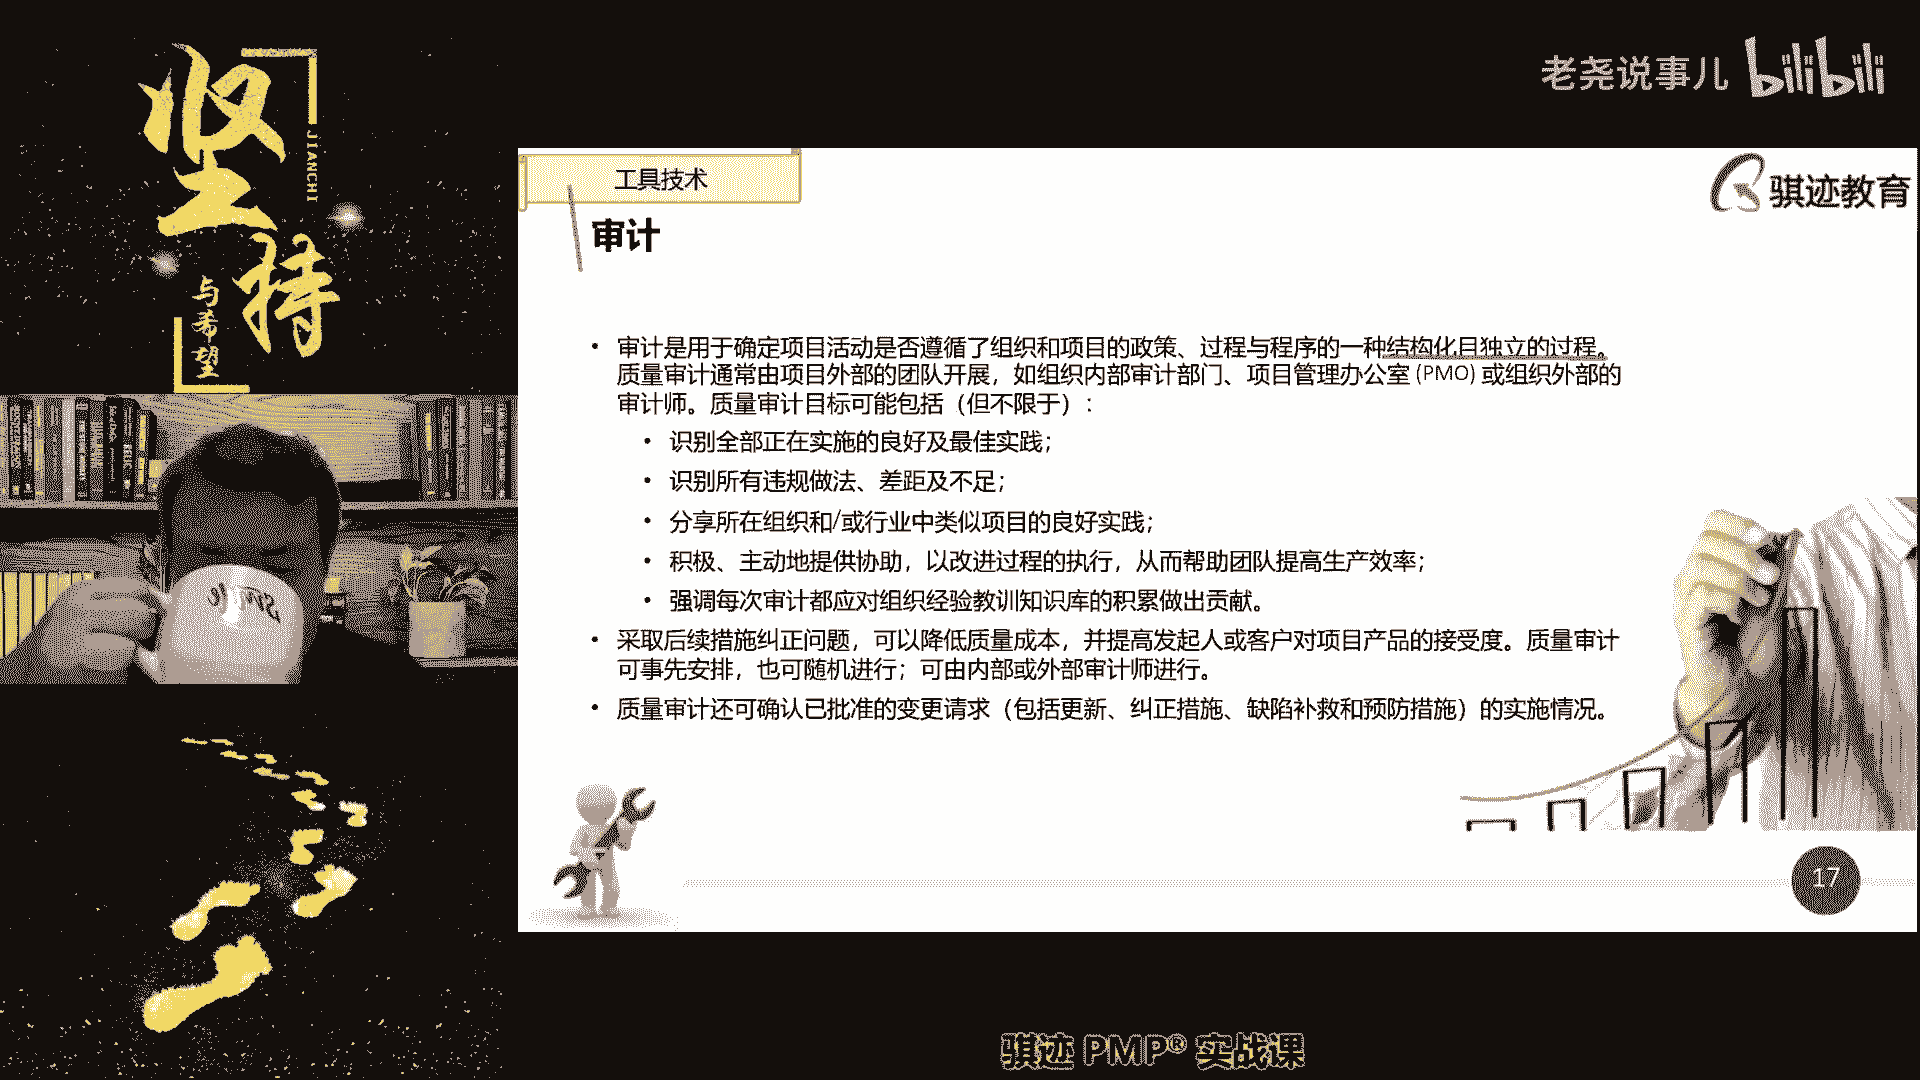 坚持
JIANCHI
与希望
老尧说事儿 bilibili
工具技术
骐迹教育
审计
• 审计是用于确定项目活动是否遵循了组织和项目的政策、过程与程序的一种结构化且独立的过程。
质量审计通常由项目外部的团队开展，如组织内部审计部门、项目管理办公室 (PMO) 或组织外部的
审计师。质量审计目标可能包括（但不限于）：
• 识别全部正在实施的良好及最佳实践；
• 识别所有违规做法、差距及不足；
• 分享所在组织和/或行业中类似项目的良好实践；
• 积极、主动地提供协助，以改进过程的执行，从而帮助团队提高生产效率；
• 强调每次审计都应对组织经验教训知识库的积累做出贡献。
• 采取后续措施纠正问题，可以降低质量成本，并提高发起人或客户对项目产品的接受度。质量审计
可事先安排，也可随机进行；可由内部或外部审计师进行。
• 质量审计还可确认已批准的变更请求（包括更新、纠正措施、缺陷补救和预防措施）的实施情况。
17
骐迹 PMP® 实战课